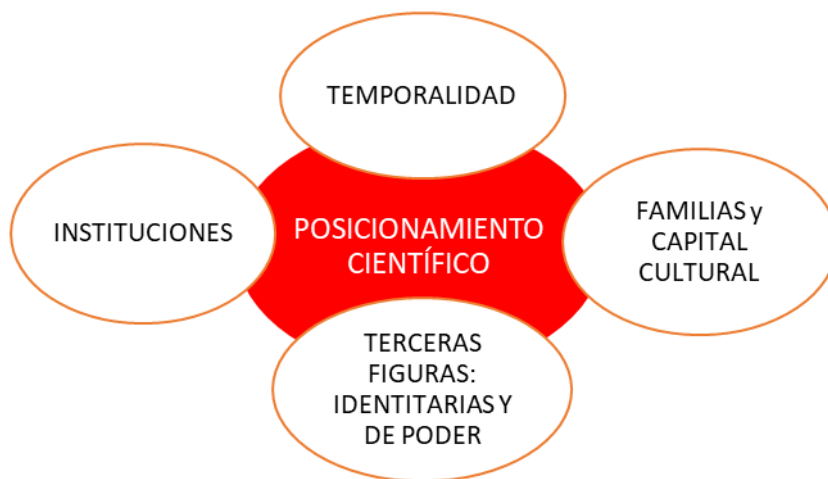 TEMPORALIDAD
INSTITUCIONES
POSICIONAMIENTO
CIENTÍFICO
FAMILIAS y
CAPITAL
CULTURAL
TERCERAS
FIGURAS:
IDENTITARIAS Y
DE PODER